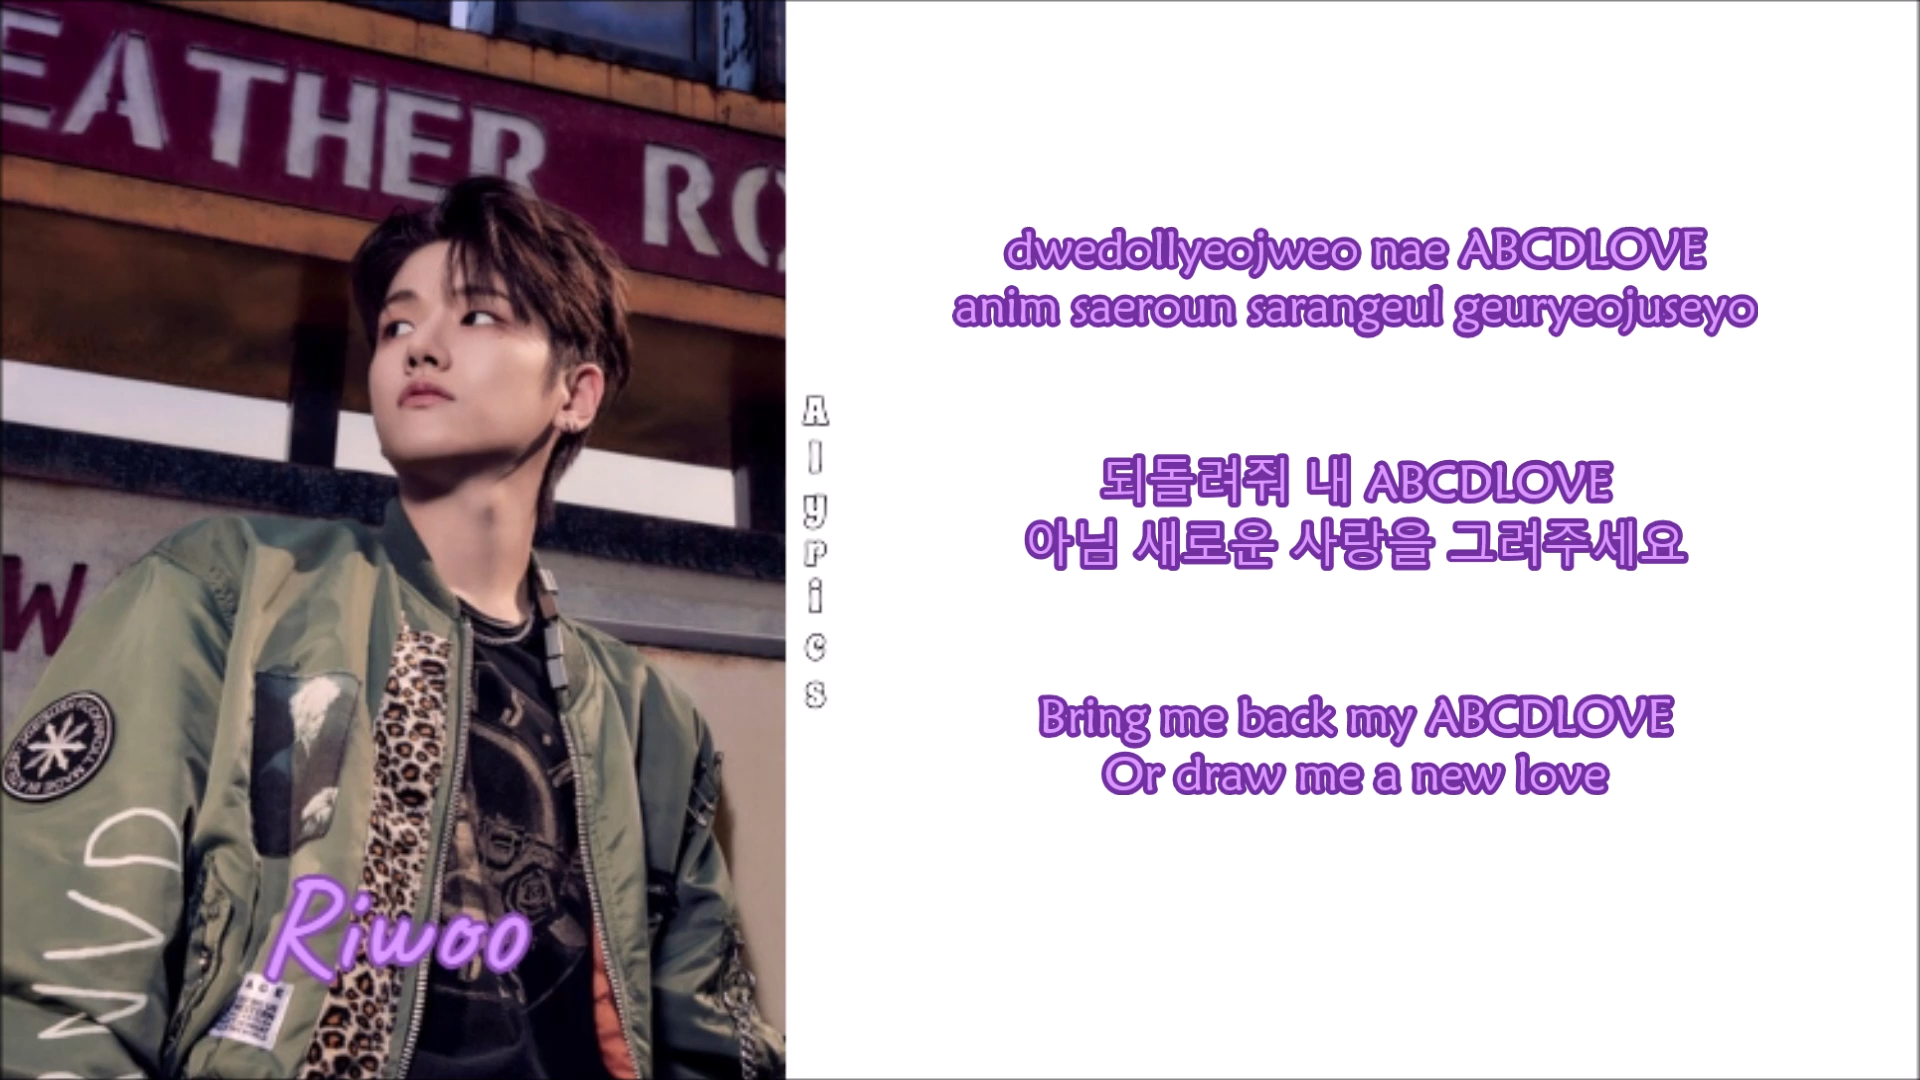 EATHER RO
W
NVD
Riwoo
Alyrics
dwedollyeojweo nae ABCDLOVE
anim saeroun sarangeul geuryeojuseyo
되돌려줘 내 ABCDLOVE
아님 새로운 사랑을 그려주세요
Bring me back my ABCDLOVE
Or draw me a new love